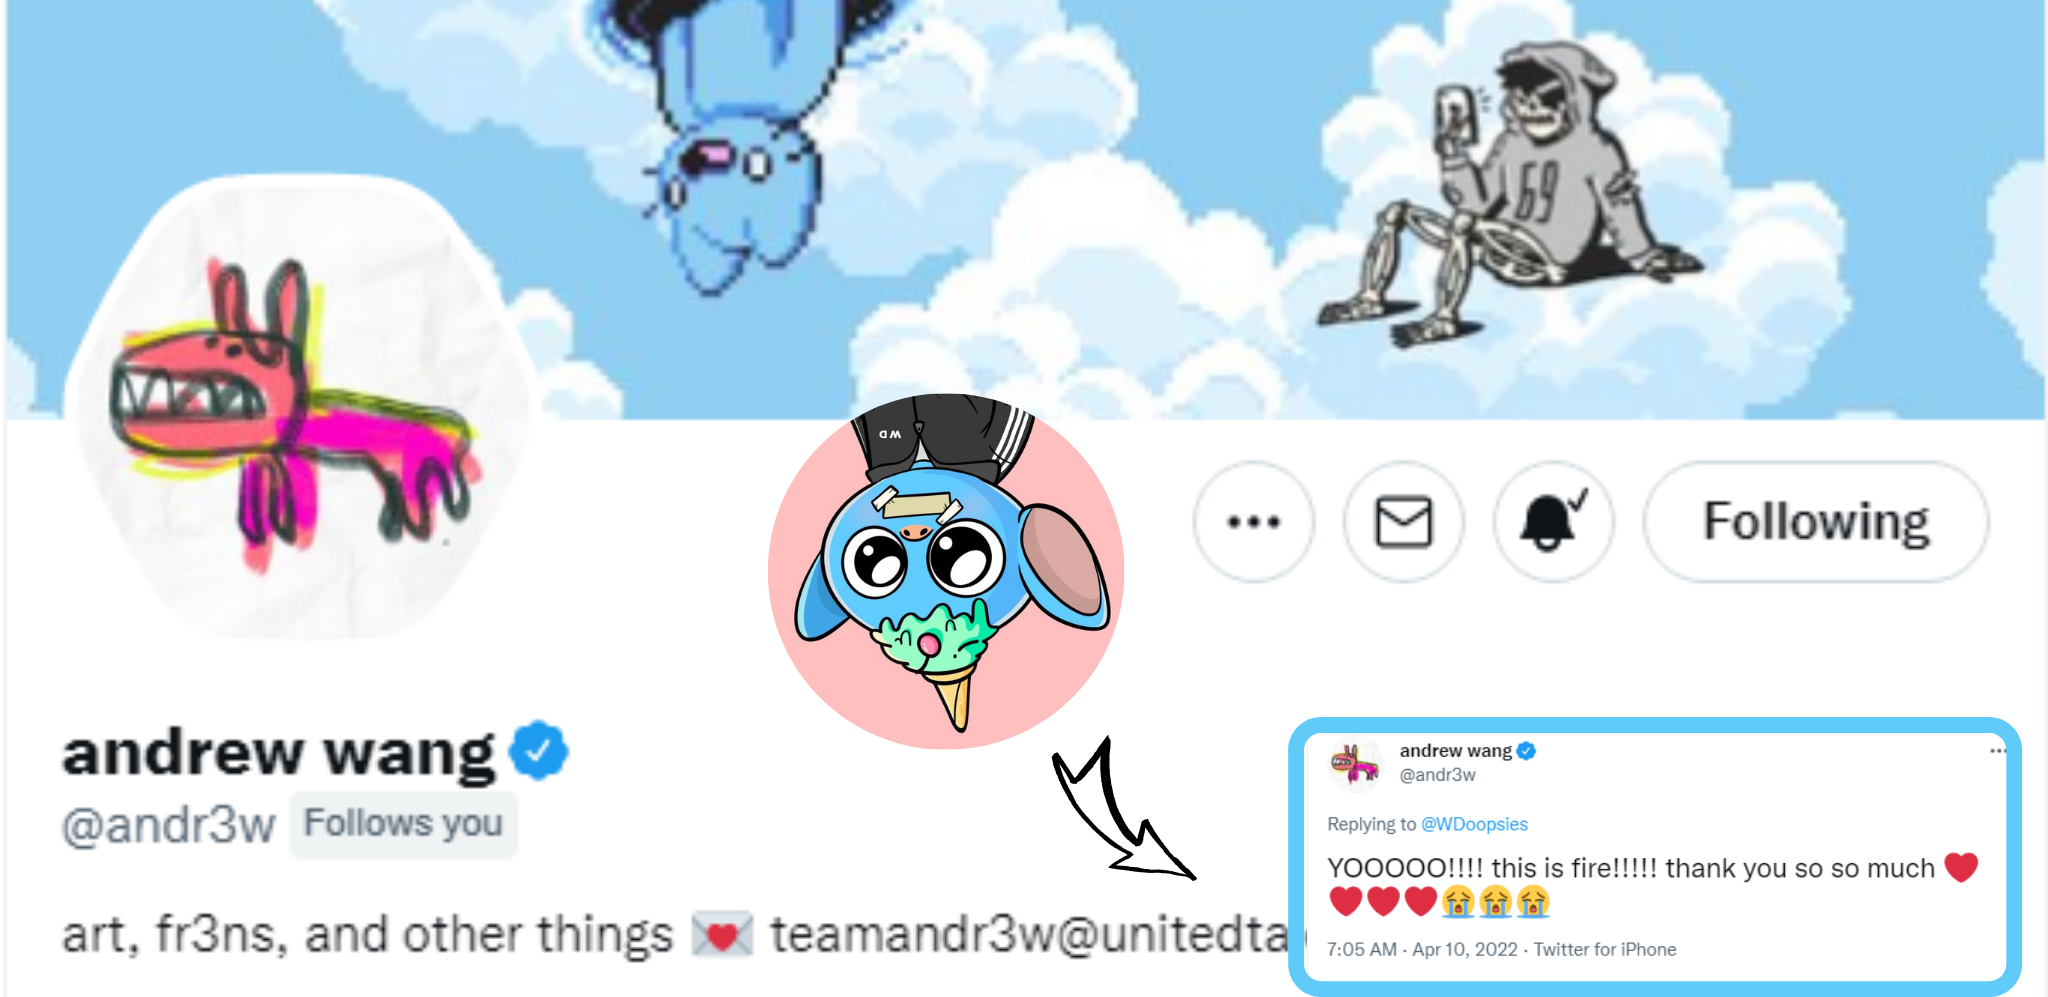 69
WD
Following
andrew wang
@andr3w Follows you
art, fr3ns, and other things 💌 teamandr3w@unitedta
andrew wang
@andr3w
Replying to @WDoopsies
YOOOOO!!!! this is fire!!!!! thank you so so much ❤️
❤️❤️❤️😭😭😭
7:05 AM · Apr 10, 2022 · Twitter for iPhone